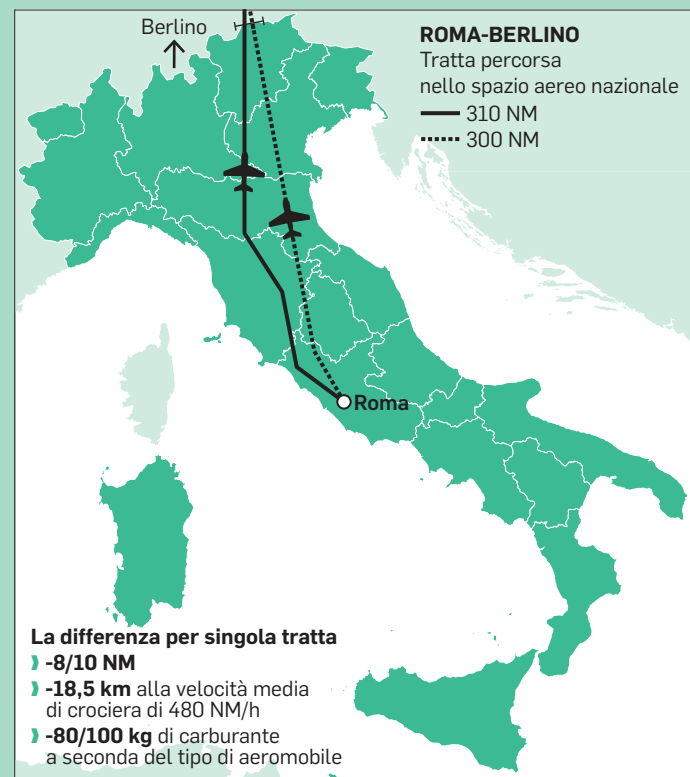 Berlino
ROMA-BERLINO
Tratta percorsa
nello spazio aereo nazionale
310 NM
300 NM
Roma
La differenza per singola tratta
-8/10 NM
-18,5 km alla velocità media
di crociera di 480 NM/h
-80/100 kg di carburante
a seconda del tipo di aeromobile